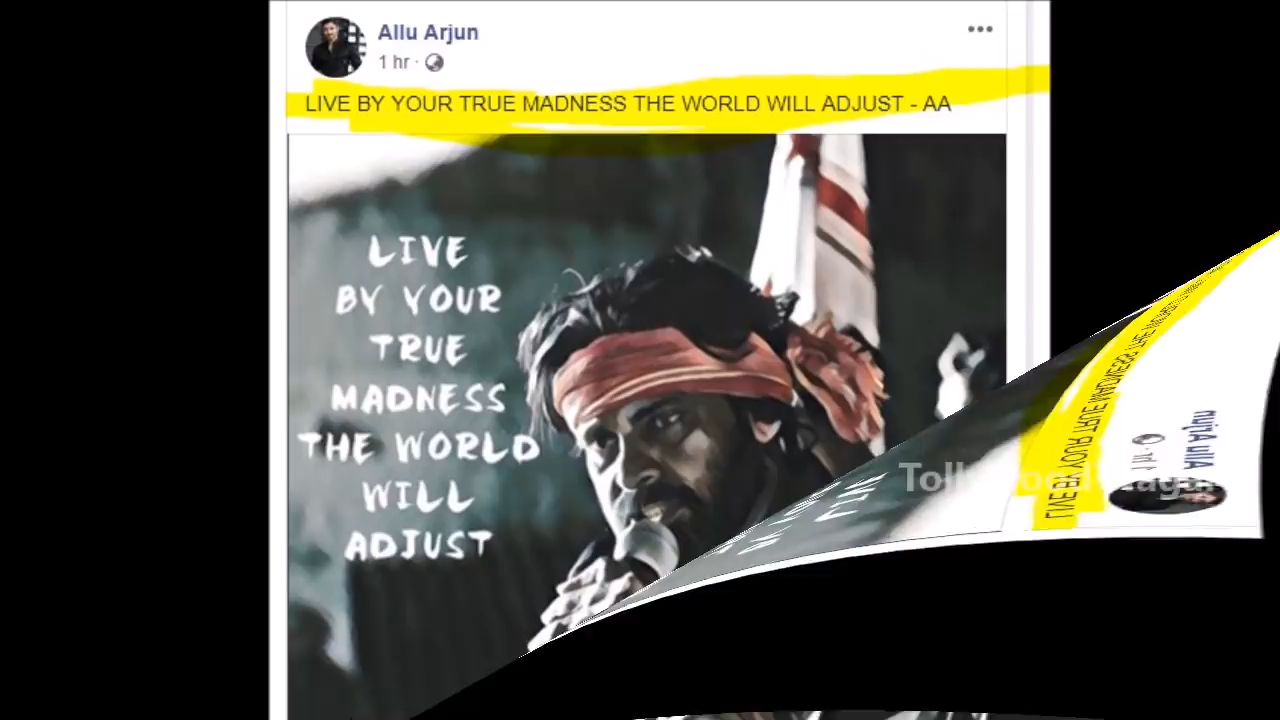 Allu Arjun
1 hr ·
LIVE BY YOUR TRUE MADNESS THE WORLD WILL ADJUST - AA
LIVE
BY YOUR
TRUE
MADNESS
THE WORLD
WILL
ADJUST